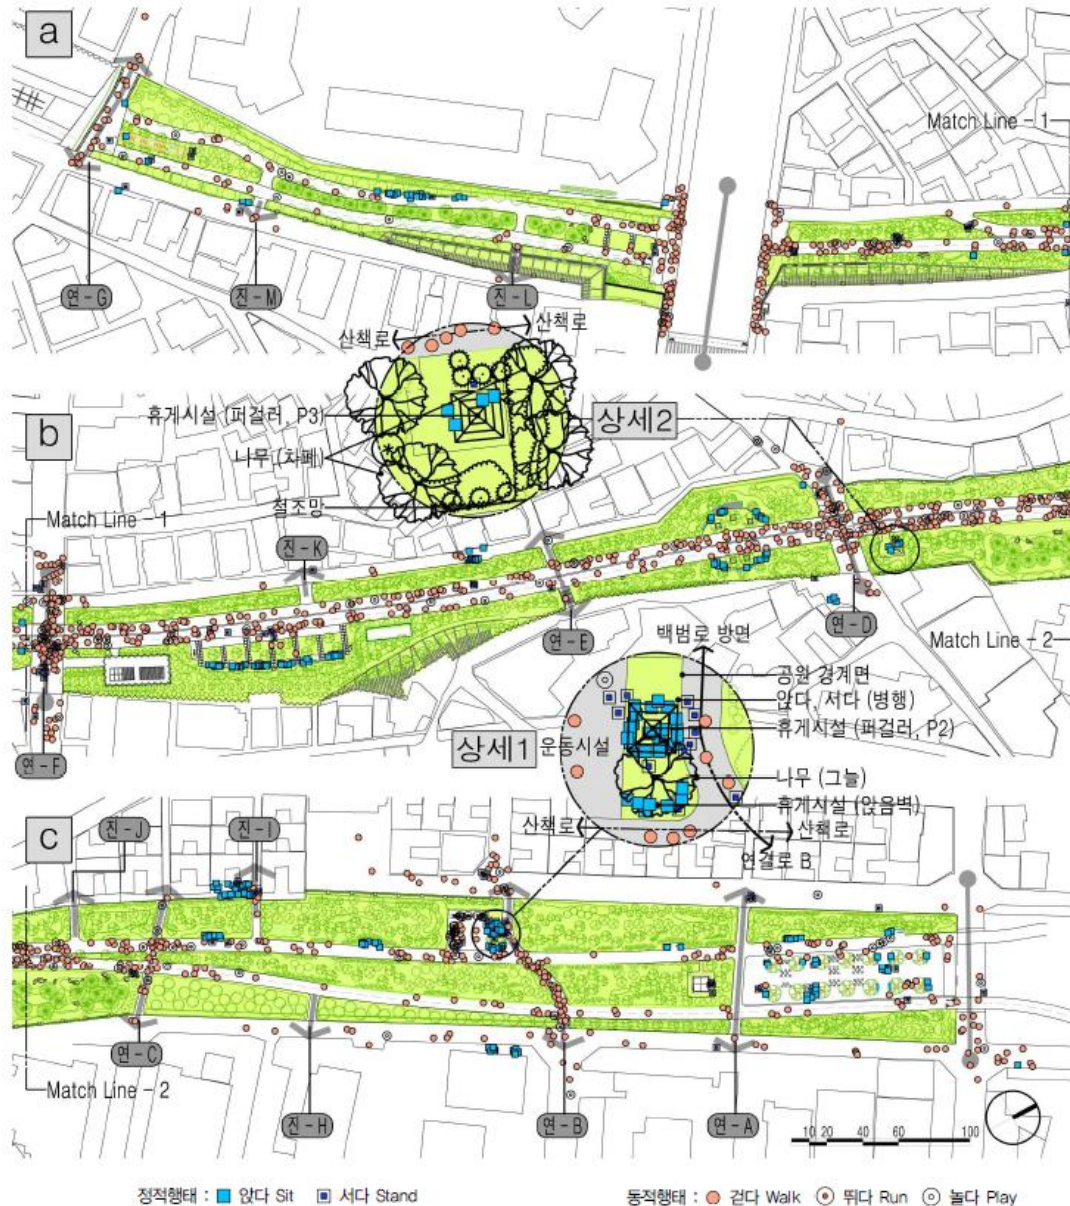 a
Match Line - 1
연-G
진-M
진-L
산책로
산책로
휴게시설 (퍼걸러, P3)
상세2
b
나무 (차폐)
철조망
Match Line - 1
진-K
연-E
연-D
백범로 방면
Match Line - 2
공원 경계면
앉다, 서다 (병행)
상세1
운동시설
휴게시설 (퍼걸러, P2)
연-F
나무 (그늘)
휴게시설 (앉음벽)
산책로
산책로
연결로 B
c
진-J
진-I
연-C
Match Line - 2
진-H
연-B
연-A
10 20 40 60 100
정적행태 : 앉다 Sit 서다 Stand 동적행태 : 걷다 Walk 뛰다 Run 놀다 Play